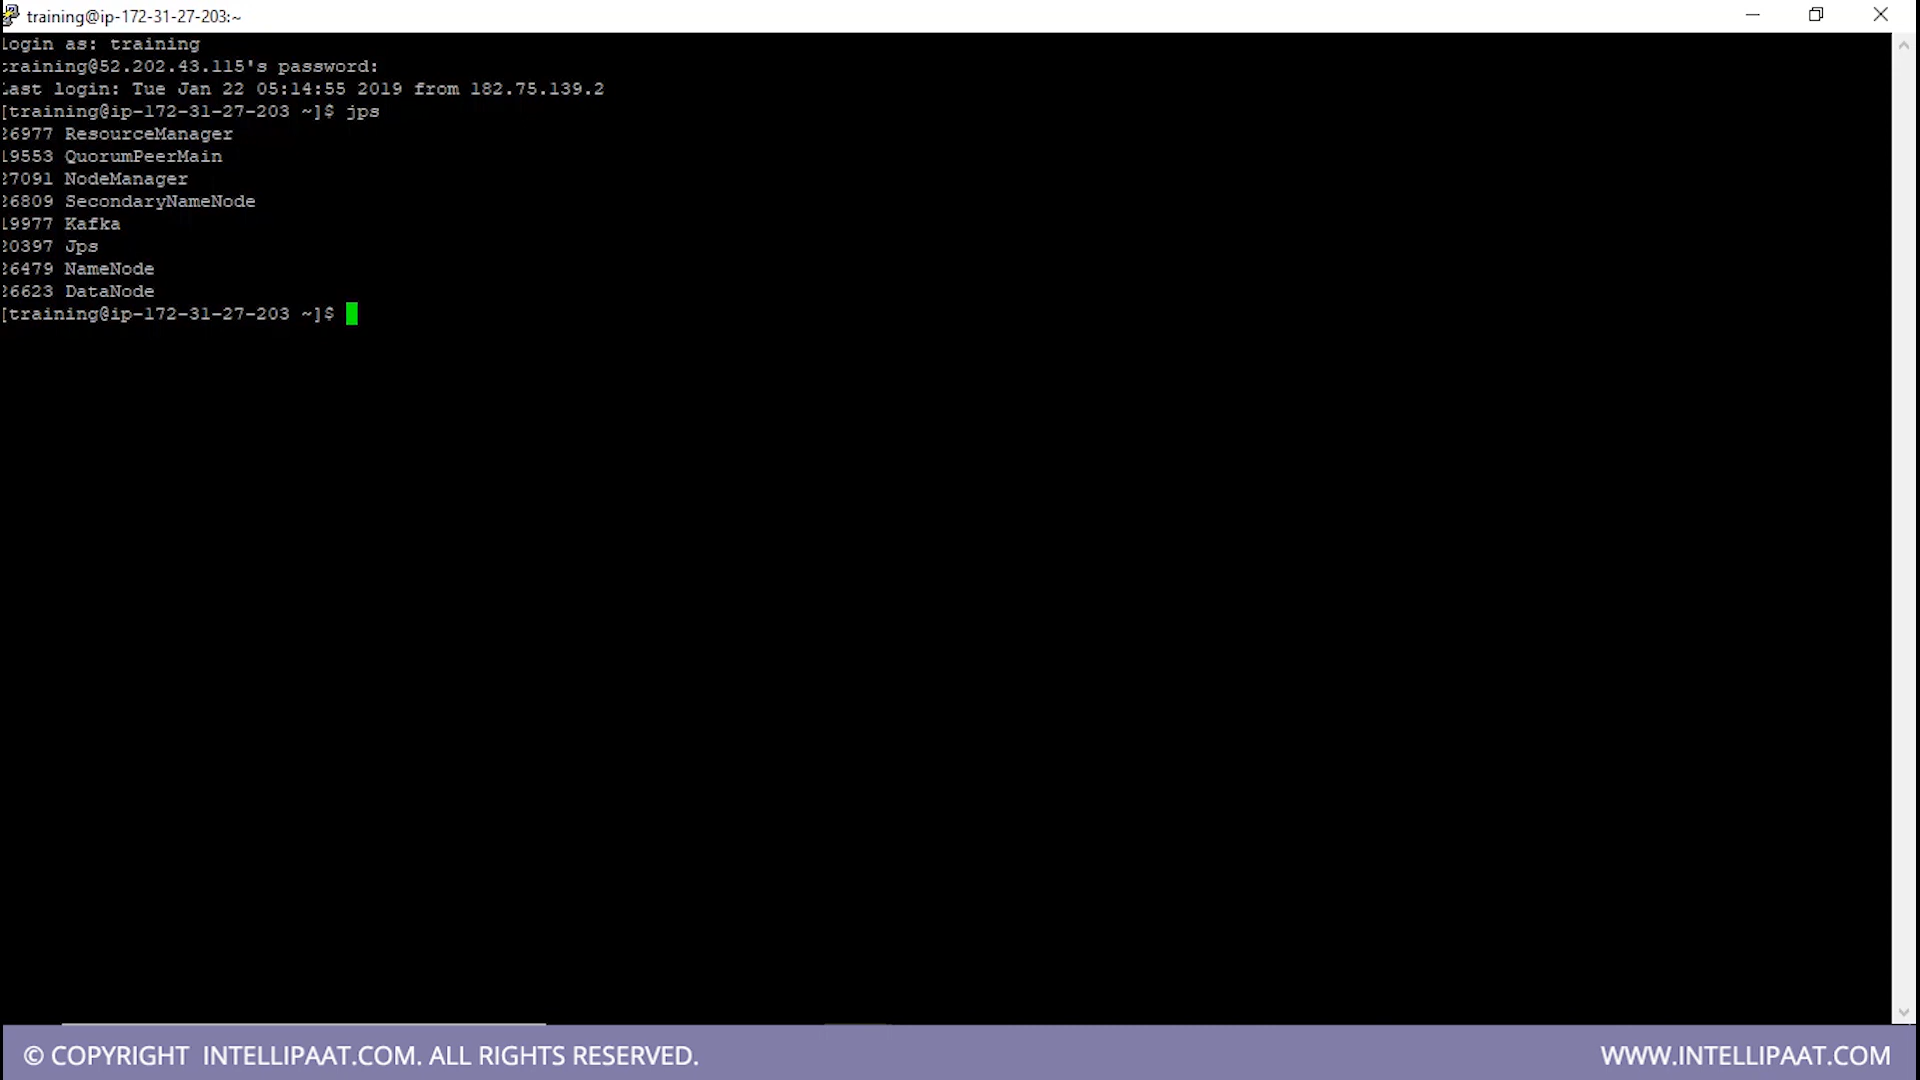 training@ip-172-31-27-203:~
login as: training
training@52.202.43.115's password:
Last login: Tue Jan 22 05:14:55 2019 from 182.75.139.2
[training@ip-172-31-27-203 ~]$ jps
26977 ResourceManager
19553 QuorumPeerMain
27091 NodeManager
26809 SecondaryNameNode
19977 Kafka
20397 Jps
26479 NameNode
26623 DataNode
[training@ip-172-31-27-203 ~]$
© COPYRIGHT INTELLIPAAT.COM. ALL RIGHTS RESERVED.
WWW.INTELLIPAAT.COM